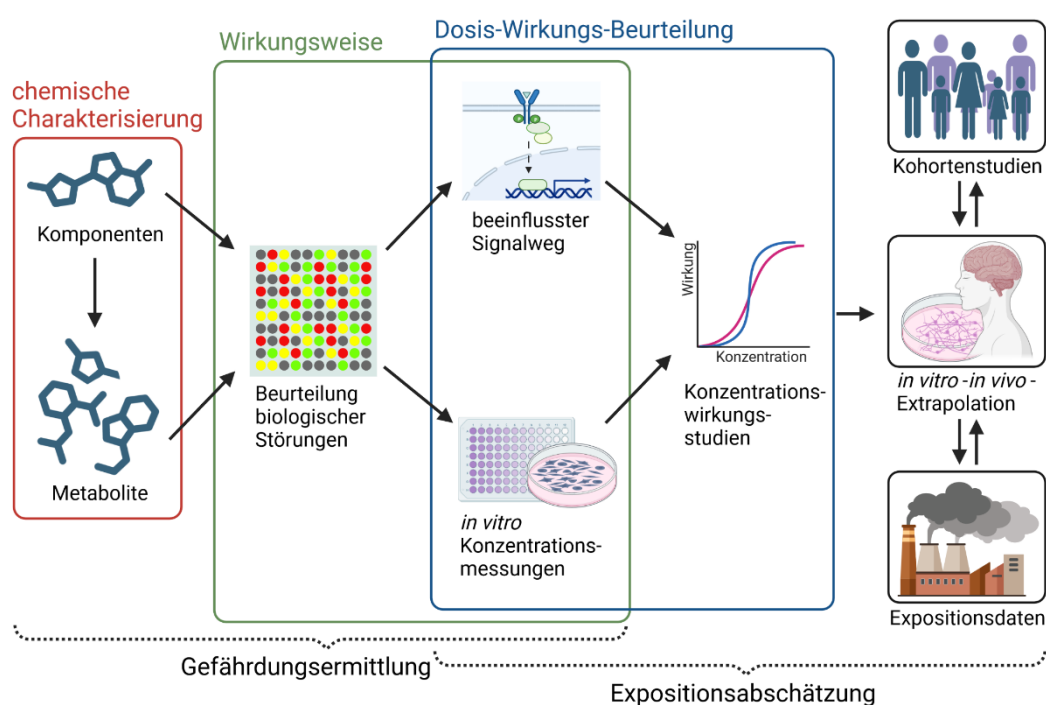 Wirkungsweise
Dosis-Wirkungs-Beurteilung
chemische
Charakterisierung
Komponenten
Metabolite
Beurteilung
biologischer
Störungen
beeinflusster
Signalweg
in vitro
Konzentrations-
messungen
Wirkung
Konzentration
Konzentrations-
wirkungs-
studien
Kohortenstudien
in vitro -in vivo -
Extrapolation
Expositionsdaten
Gefährdungsermittlung
Expositionsabschätzung